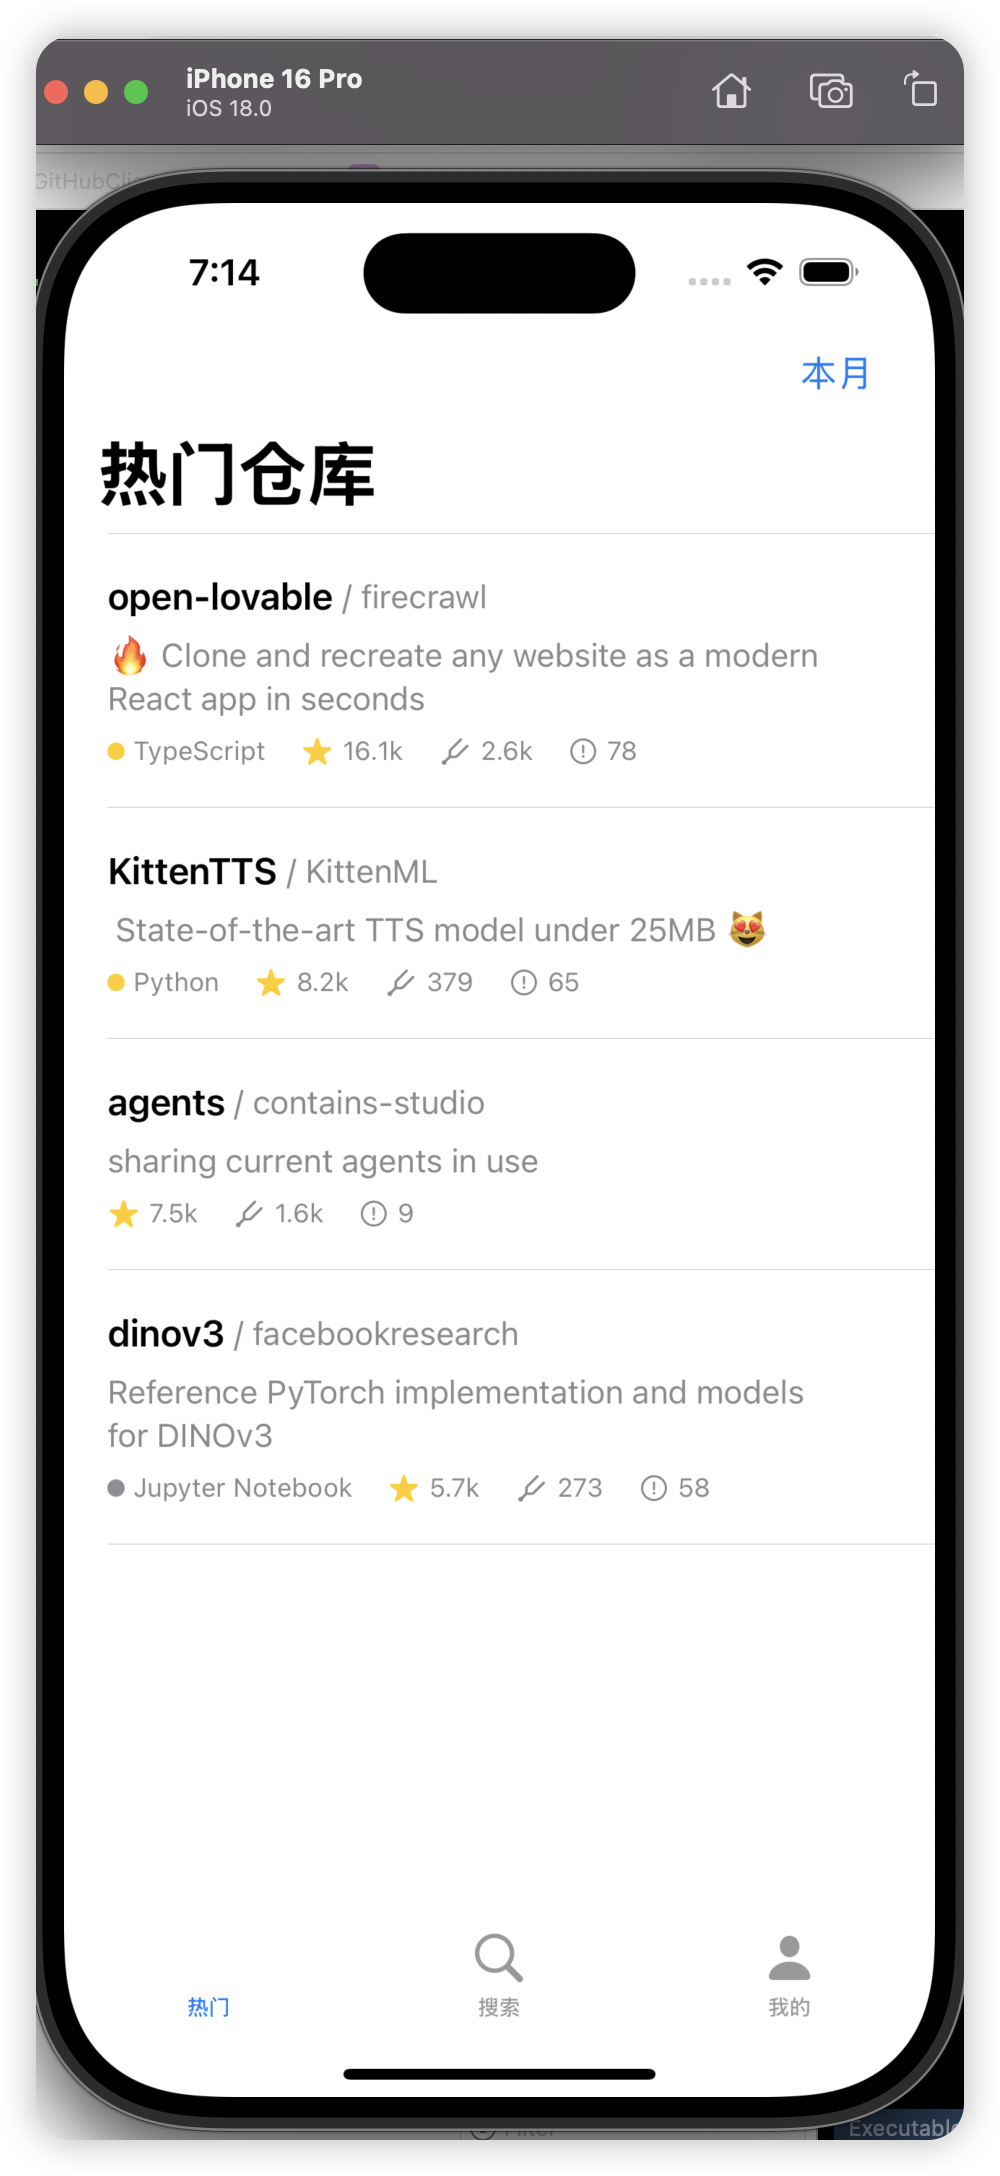 iPhone 16 Pro
iOS 18.0
GitHubCli
7:14
本月
热门仓库
open-lovable / firecrawl
🔥 Clone and recreate any website as a modern
React app in seconds
TypeScript 16.1k 2.6k 78
KittenTTS / KittenML
State-of-the-art TTS model under 25MB 😻
Python 8.2k 379 65
agents / contains-studio
sharing current agents in use
7.5k 1.6k 9
dinov3 / facebookresearch
Reference PyTorch implementation and models
for DINOv3
Jupyter Notebook 5.7k 273 58
热门 搜索 我的
Filter
Executabl